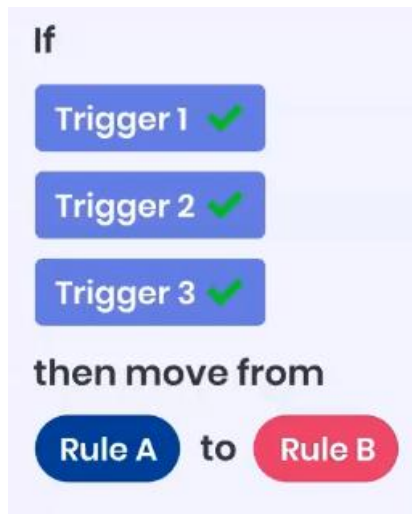 If
Trigger 1
Trigger 2
Trigger 3
then move from
Rule A to Rule B